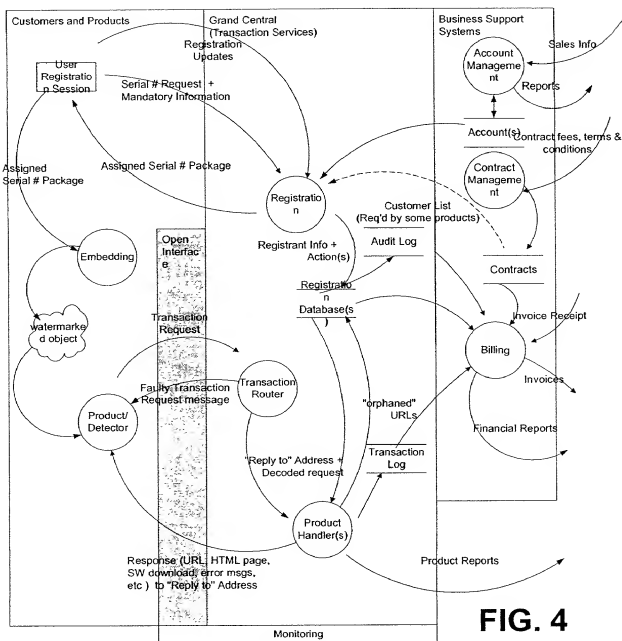 Customers and Products
Grand Central
(Transaction Services)
Business Support
Systems
Registration
Updates
User
Registratio
n Session
Serial # Request +
Mandatory Information
Account
Manageme
nt
Sales Info
Reports
Account(s)
Contract fees, terms &
conditions
Contract
Manageme
nt
Assigned
Serial # Package
Assigned Serial # Package
Registratio
n
Customer List
(Req'd by some products)
Audit Log
Registrant Info +
Action(s)
Contracts
Embedding
Open
Interfac
e
Registratio
n
Database(s
)
watermarke
d object
Transaction
Request
Invoice Receipt
Billing
Invoices
Faulty Transaction
Request message
Transaction
Router
"orphaned"
URLs
Financial Reports
Product/
Detector
"Reply to" Address +
Decoded request
Transaction
Log
Product
Handler(s)
Response (URL, HTML page,
SW download, error msgs,
etc ) to "Reply to" Address
Product Reports
FIG. 4
Monitoring